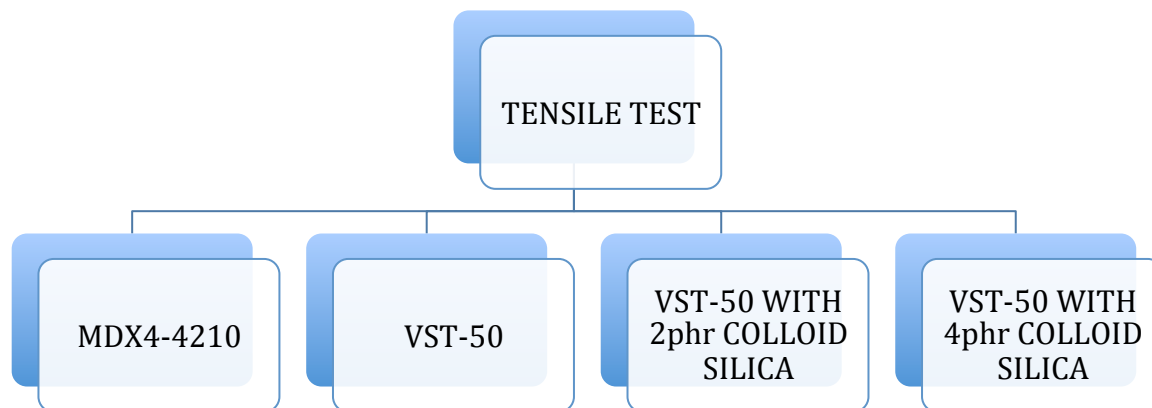 TENSILE TEST
MDX4-4210
VST-50
VST-50 WITH
2phr COLLOID
SILICA
VST-50 WITH
4phr COLLOID
SILICA